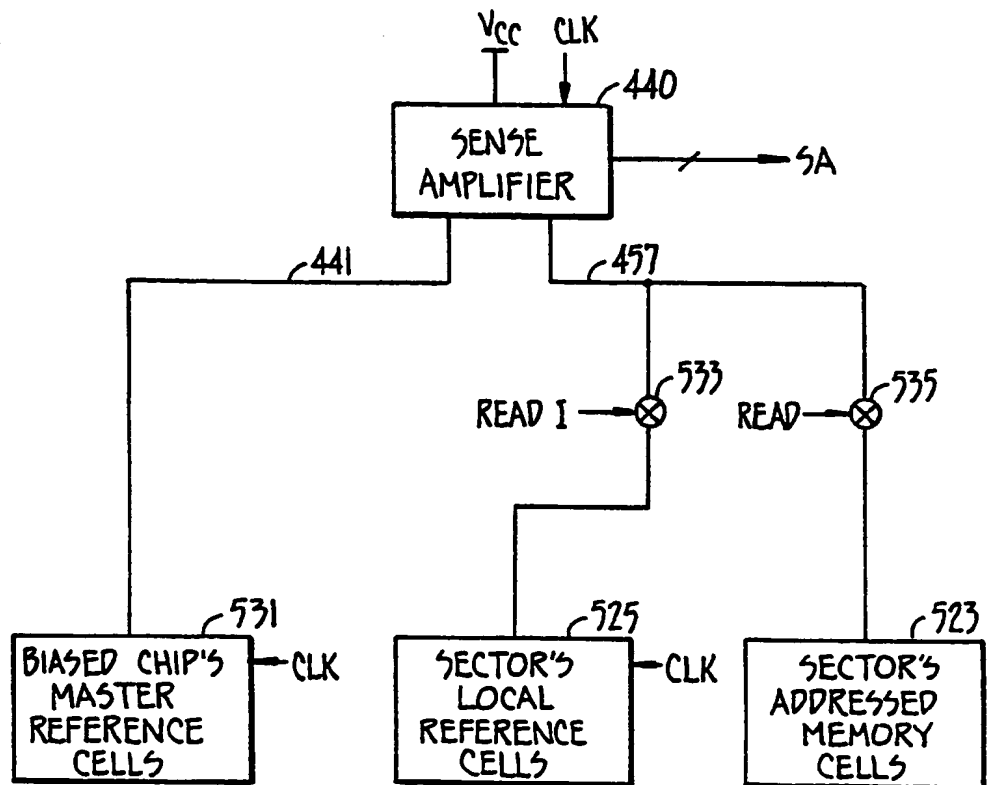 VCC CLK
440
SENSE
AMPLIFIER
SA
441
457
533
535
READ I
READ
531
525
523
BIASED CHIP'S
MASTER
REFERENCE
CELLS
CLK
SECTOR'S
LOCAL
REFERENCE
CELLS
CLK
SECTOR'S
ADDRESSED
MEMORY
CELLS